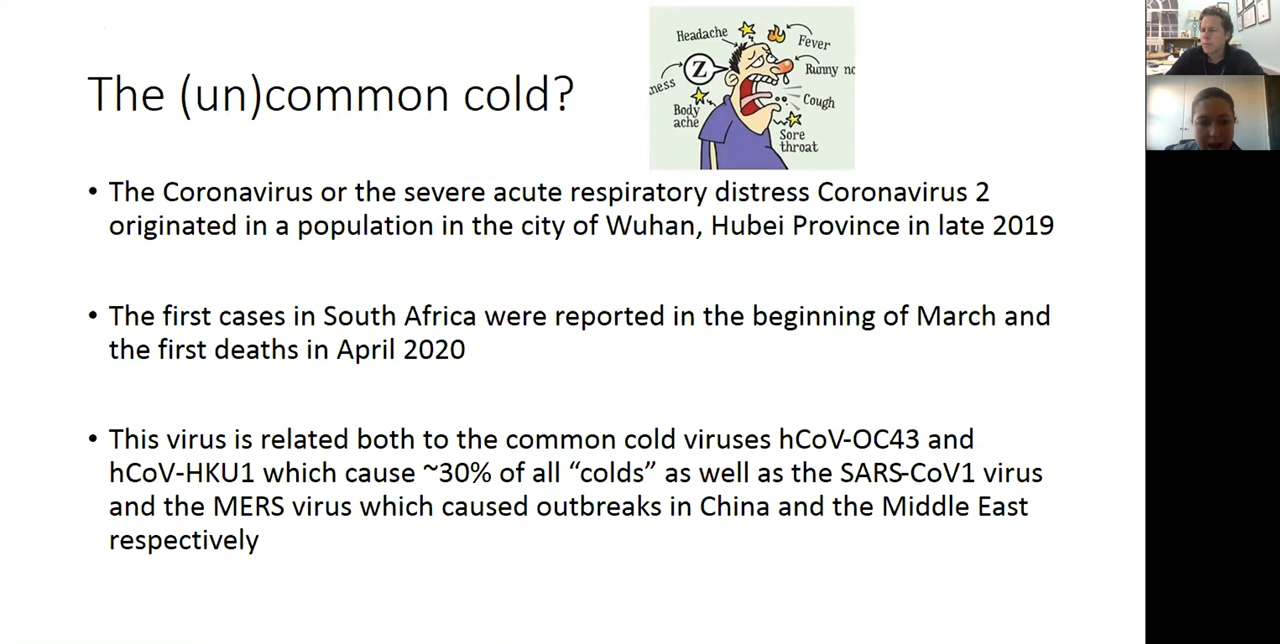 The (un)common cold?
Headache
Fever
Z
Runny no
ness
Body
ache
Cough
Sore
throat
• The Coronavirus or the severe acute respiratory distress Coronavirus 2
originated in a population in the city of Wuhan, Hubei Province in late 2019
• The first cases in South Africa were reported in the beginning of March and
the first deaths in April 2020
• This virus is related both to the common cold viruses hCoV-OC43 and
hCoV-HKU1 which cause ~30% of all “colds” as well as the SARS-CoV1 virus
and the MERS virus which caused outbreaks in China and the Middle East
respectively